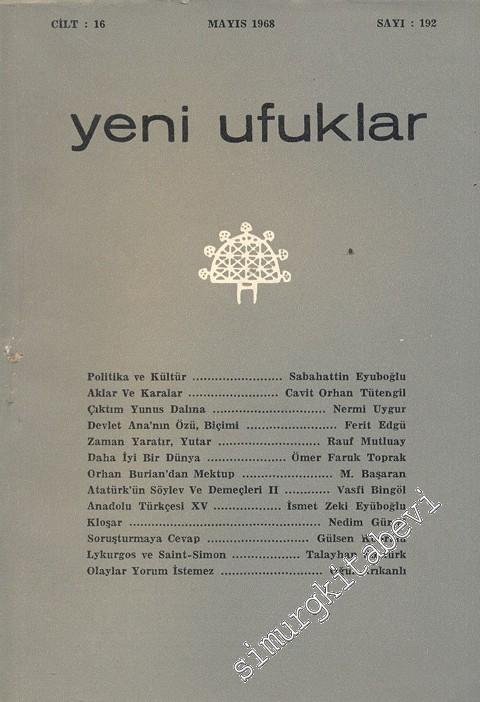 CİLT : 16 MAYIS 1968 SAYI : 192
yeni ufuklar
Politika ve Kültür ........................ Sabahattin Eyuboğlu
Aklar Ve Karalar ........................ Cavit Orhan Tütengil
Çıktım Yunus Dalına ............................. Nermi Uygur
Devlet Ana'nın Özü, Biçimi ........................ Ferit Edgü
Zaman Yaratır, Yutar ........................... Rauf Mutluay
Daha İyi Bir Dünya ..................... Ömer Faruk Toprak
Orhan Burian'dan Mektup ........................ M. Başaran
Atatürk'ün Söylev Ve Demeçleri II ............ Vasfi Bingöl
Anadolu Türkçesi XV .................. İsmet Zeki Eyüboğlu
Kloşar ...................................................... Nedim
Soruşturmaya Cevap ............................ Gülsen
Lykurgos ve Saint-Simon .................. Talayhan
Olaylar Yorum İstemez ............................
simurgkitabevi